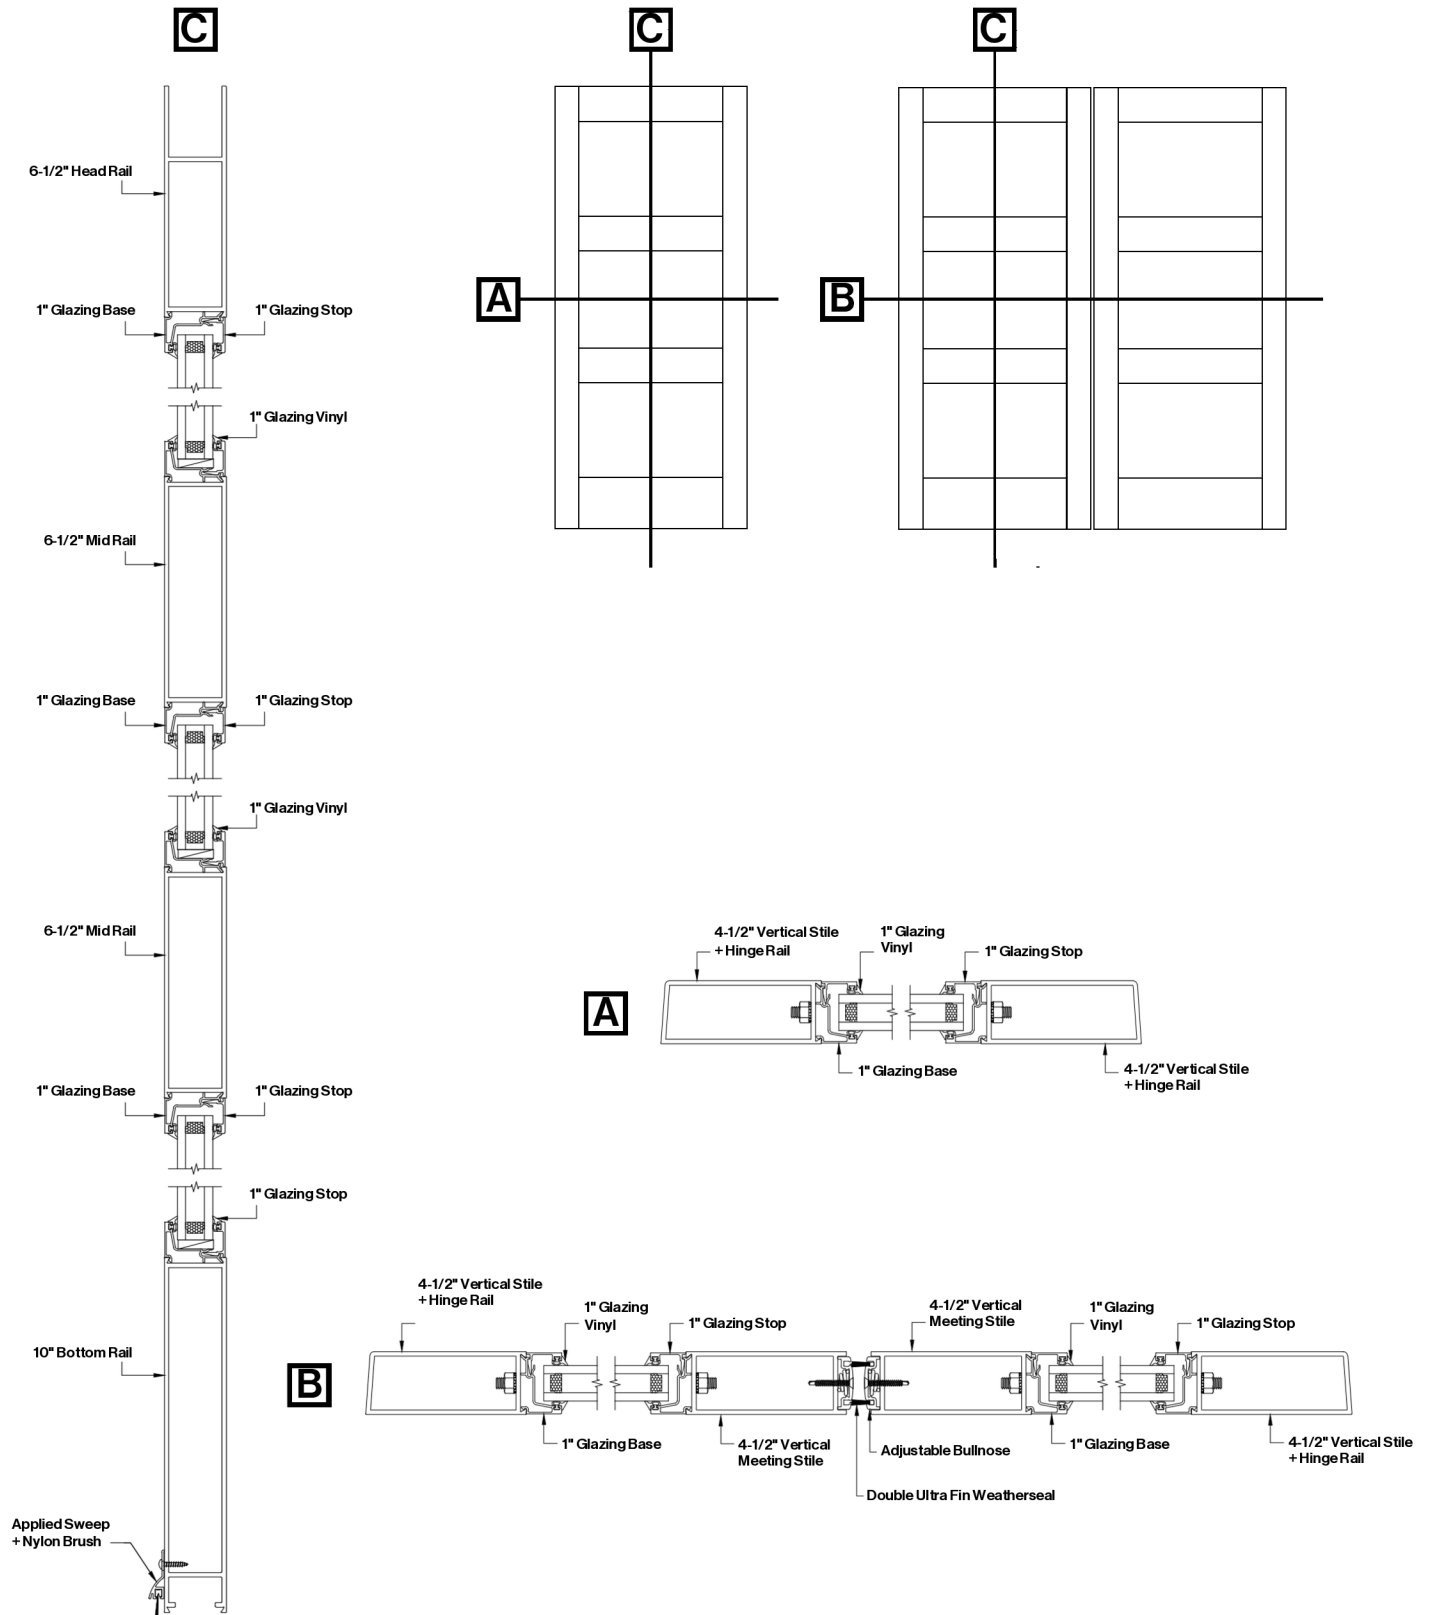 C
C
C
6-1/2" Head Rail
1" Glazing Base
1" Glazing Stop
A
B
1" Glazing Vinyl
6-1/2" Mid Rail
1" Glazing Base
1" Glazing Stop
1" Glazing Vinyl
6-1/2" Mid Rail
1" Glazing Base
1" Glazing Stop
1" Glazing Stop
10" Bottom Rail
Applied Sweep
+ Nylon Brush
A
4-1/2" Vertical Stile
+ Hinge Rail
1" Glazing
Vinyl
1" Glazing Stop
1" Glazing Base
4-1/2" Vertical Stile
+ Hinge Rail
B
4-1/2" Vertical Stile
+ Hinge Rail
1" Glazing
Vinyl
1" Glazing Stop
4-1/2" Vertical
Meeting Stile
1" Glazing
Vinyl
1" Glazing Stop
1" Glazing Base
4-1/2" Vertical
Meeting Stile
Adjustable Bullnose
Double Ultra Fin Weatherseal
1" Glazing Base
4-1/2" Vertical Stile
+ Hinge Rail